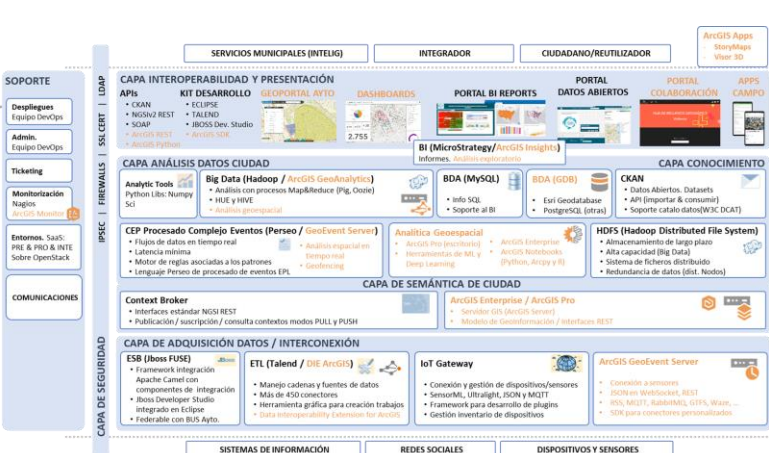 ArcGIS Apps
StoryMaps
Visor 3D
SERVICIOS MUNICIPALES (INTELIG)
INTEGRADOR
CIUDADANO/REUTILIZADOR
SOPORTE
Despliegues
Equipo DevOps
Admin.
Equipo DevOps
Ticketing
Monitorización
Nagios
ArcGIS Monitor
Entornos. SaaS:
PRE & PRO & INTE
Sobre OpenStack
COMUNICACIONES
CAPA DE SEGURIDAD
IPSEC | FIREWALLS | SSL CERT | LDAP
CAPA INTEROPERABILIDAD Y PRESENTACIÓN
APIs
• CKAN
• NGSIv2 REST
• SOAP
• ArcGIS REST
• ArcGIS Python
KIT DESARROLLO
• ECLIPSE
• TALEND
• JBOSS Dev. Studio
• ArcGIS SDK
GEOPORTAL AYTO
DASHBOARDS
2.755
PORTAL BI REPORTS
PORTAL
DATOS ABIERTOS
PORTAL
COLABORACIÓN
APPS
CAMPO
BI (MicroStrategy/ArcGIS Insights)
Informes. Análisis exploratorio
CAPA ANÁLISIS DATOS CIUDAD
CAPA CONOCIMIENTO
Analytic Tools
Python Libs: Numpy
Sci
Big Data (Hadoop / ArcGIS GeoAnalytics)
• Análisis con procesos Map&Reduce (Pig, Oozie)
• HUE y HIVE
• Análisis geoespacial
BDA (MySQL)
• Info SQL
• Soporte al BI
BDA (GDB)
• Esri Geodatabase
• PostgreSQL (otras)
CKAN
• Datos Abiertos. Datasets
• API (importar & consumir)
• Soporte catalo datos(W3C DCAT)
CEP Procesado Complejo Eventos (Perseo / GeoEvent Server)
• Flujos de datos en tiempo real
• Latencia mínima
• Motor de reglas asociadas a los patrones
• Lenguaje Perseo de procesado de eventos EPL
• Análisis espacial en
tiempo real
• Geofencing
Analítica Geoespacial
• ArcGIS Pro (escritorio)
• Herramientas de ML y
Deep Learning
• ArcGIS Enterprise
• ArcGIS Notebooks
(Python, Arcpy y R)
HDFS (Hadoop Distributed File System)
• Almacenamiento de largo plazo
• Alta capacidad (Big Data)
• Sistema de ficheros distribuido
• Redundancia de datos (dist. Nodos)
CAPA DE SEMÁNTICA DE CIUDAD
Context Broker
• Interfaces estándar NGSI REST
• Publicación / suscripción / consulta contextos modos PULL y PUSH
ArcGIS Enterprise / ArcGIS Pro
• Servidor GIS (ArcGIS Server)
• Modelo de Geoinformación / Interfaces REST
CAPA DE ADQUISICIÓN DATOS / INTERCONEXIÓN
ESB (Jboss FUSE)
JBoss
• Framework integración
Apache Camel con
componentes de integración
• Jboss Developer Studio
integrado en Eclipse
• Federable con BUS Ayto.
ETL (Talend / DIE ArcGIS)
• Manejo cadenas y fuentes de datos
• Más de 450 conectores
• Herramienta gráfica para creación trabajos
• Data Interoperability Extension for ArcGIS
IoT Gateway
• Conexión y gestión de dispositivos/sensores
• SensorML, Ultralight, JSON y MQTT
• Framework para desarrollo de plugins
• Gestión inventario de dispositivos
ArcGIS GeoEvent Server
• Conexión a sensores
• JSON en WebSocket, REST
• RSS, MQTT, RabbitMQ, GTFS, Waze, ...
• SDK para conectores personalizados
SISTEMAS DE INFORMACIÓN
REDES SOCIALES
DISPOSITIVOS Y SENSORES